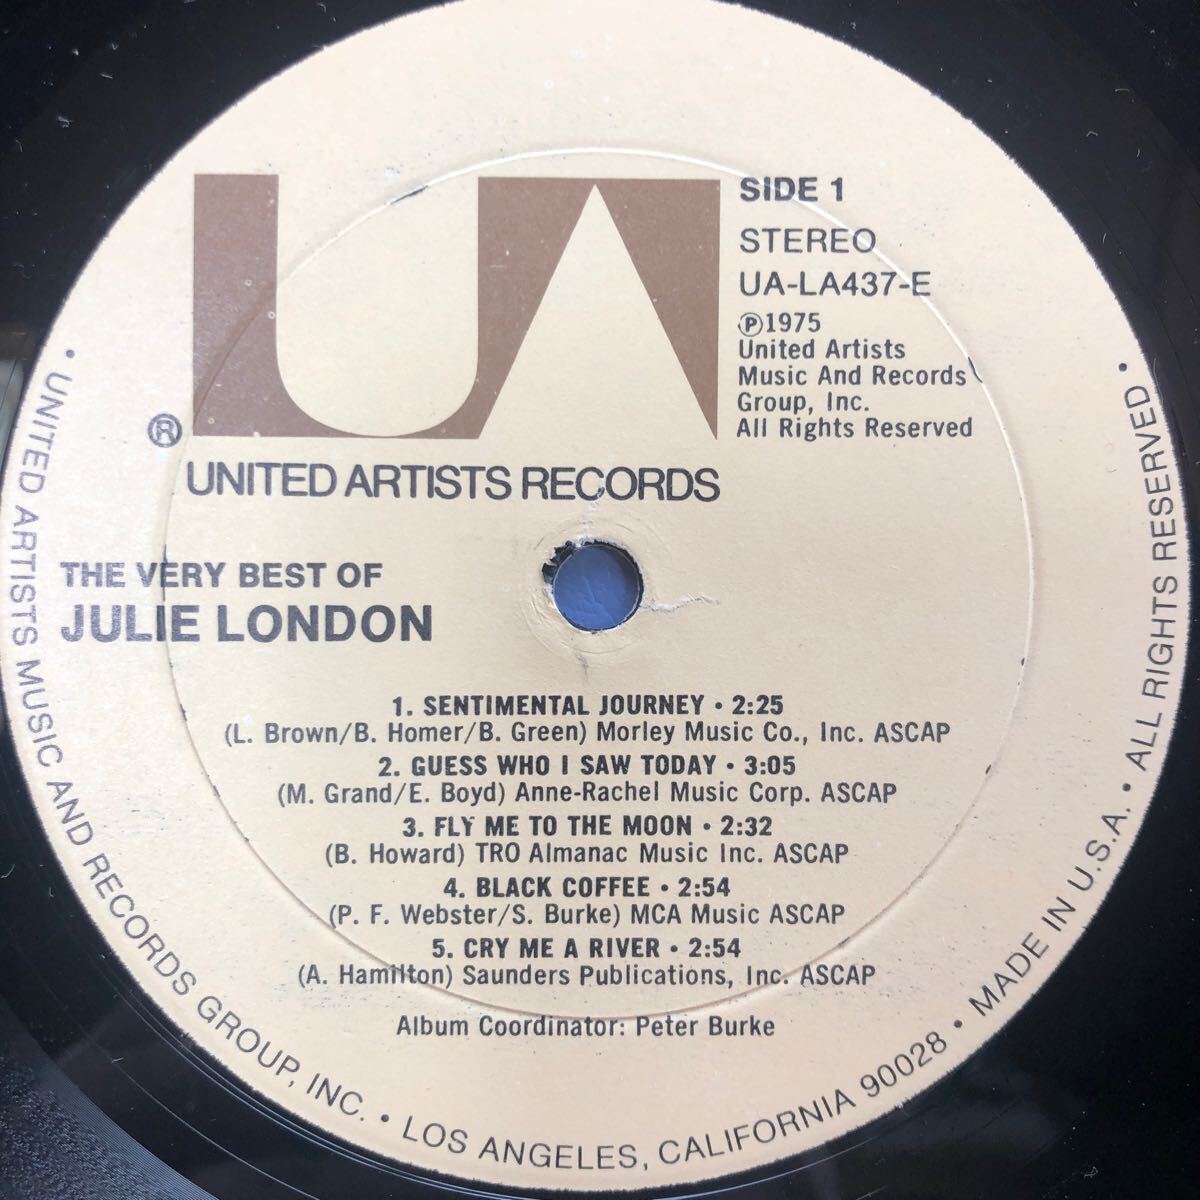 UA
SIDE 1
STEREO
UA-LA437-E
℗1975
United Artists
Music And Records
Group, Inc.
All Rights Reserved
®
UNITED ARTISTS RECORDS
THE VERY BEST OF
JULIE LONDON
1. SENTIMENTAL JOURNEY • 2:25
(L. Brown/B. Homer/B. Green) Morley Music Co., Inc. ASCAP
2. GUESS WHO I SAW TODAY • 3:05
(M. Grand/E. Boyd) Anne-Rachel Music Corp. ASCAP
3. FLY ME TO THE MOON • 2:32
(B. Howard) TRO Almanac Music Inc. ASCAP
4. BLACK COFFEE • 2:54
(P. F. Webster/S. Burke) MCA Music ASCAP
5. CRY ME A RIVER • 2:54
(A. Hamilton) Saunders Publications, Inc. ASCAP
Album Coordinator: Peter Burke
• UNITED ARTISTS MUSIC AND RECORDS GROUP, INC. • LOS ANGELES, CALIFORNIA 90028 • MADE IN U.S.A. • ALL RIGHTS RESERVED •